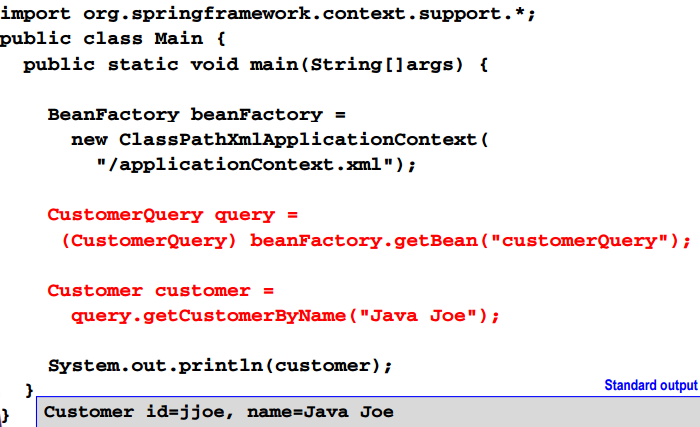 import org.springframework.context.support.*;
public class Main {
public static void main(String[]args) {
BeanFactory beanFactory =
new ClassPathXmlApplicationContext(
"/applicationContext.xml");
CustomerQuery query =
(CustomerQuery) beanFactory.getBean("customerQuery");
Customer customer =
query.getCustomerByName("Java Joe");
System.out.println(customer);
}
Standard output
}
Customer id=jjoe, name=Java Joe